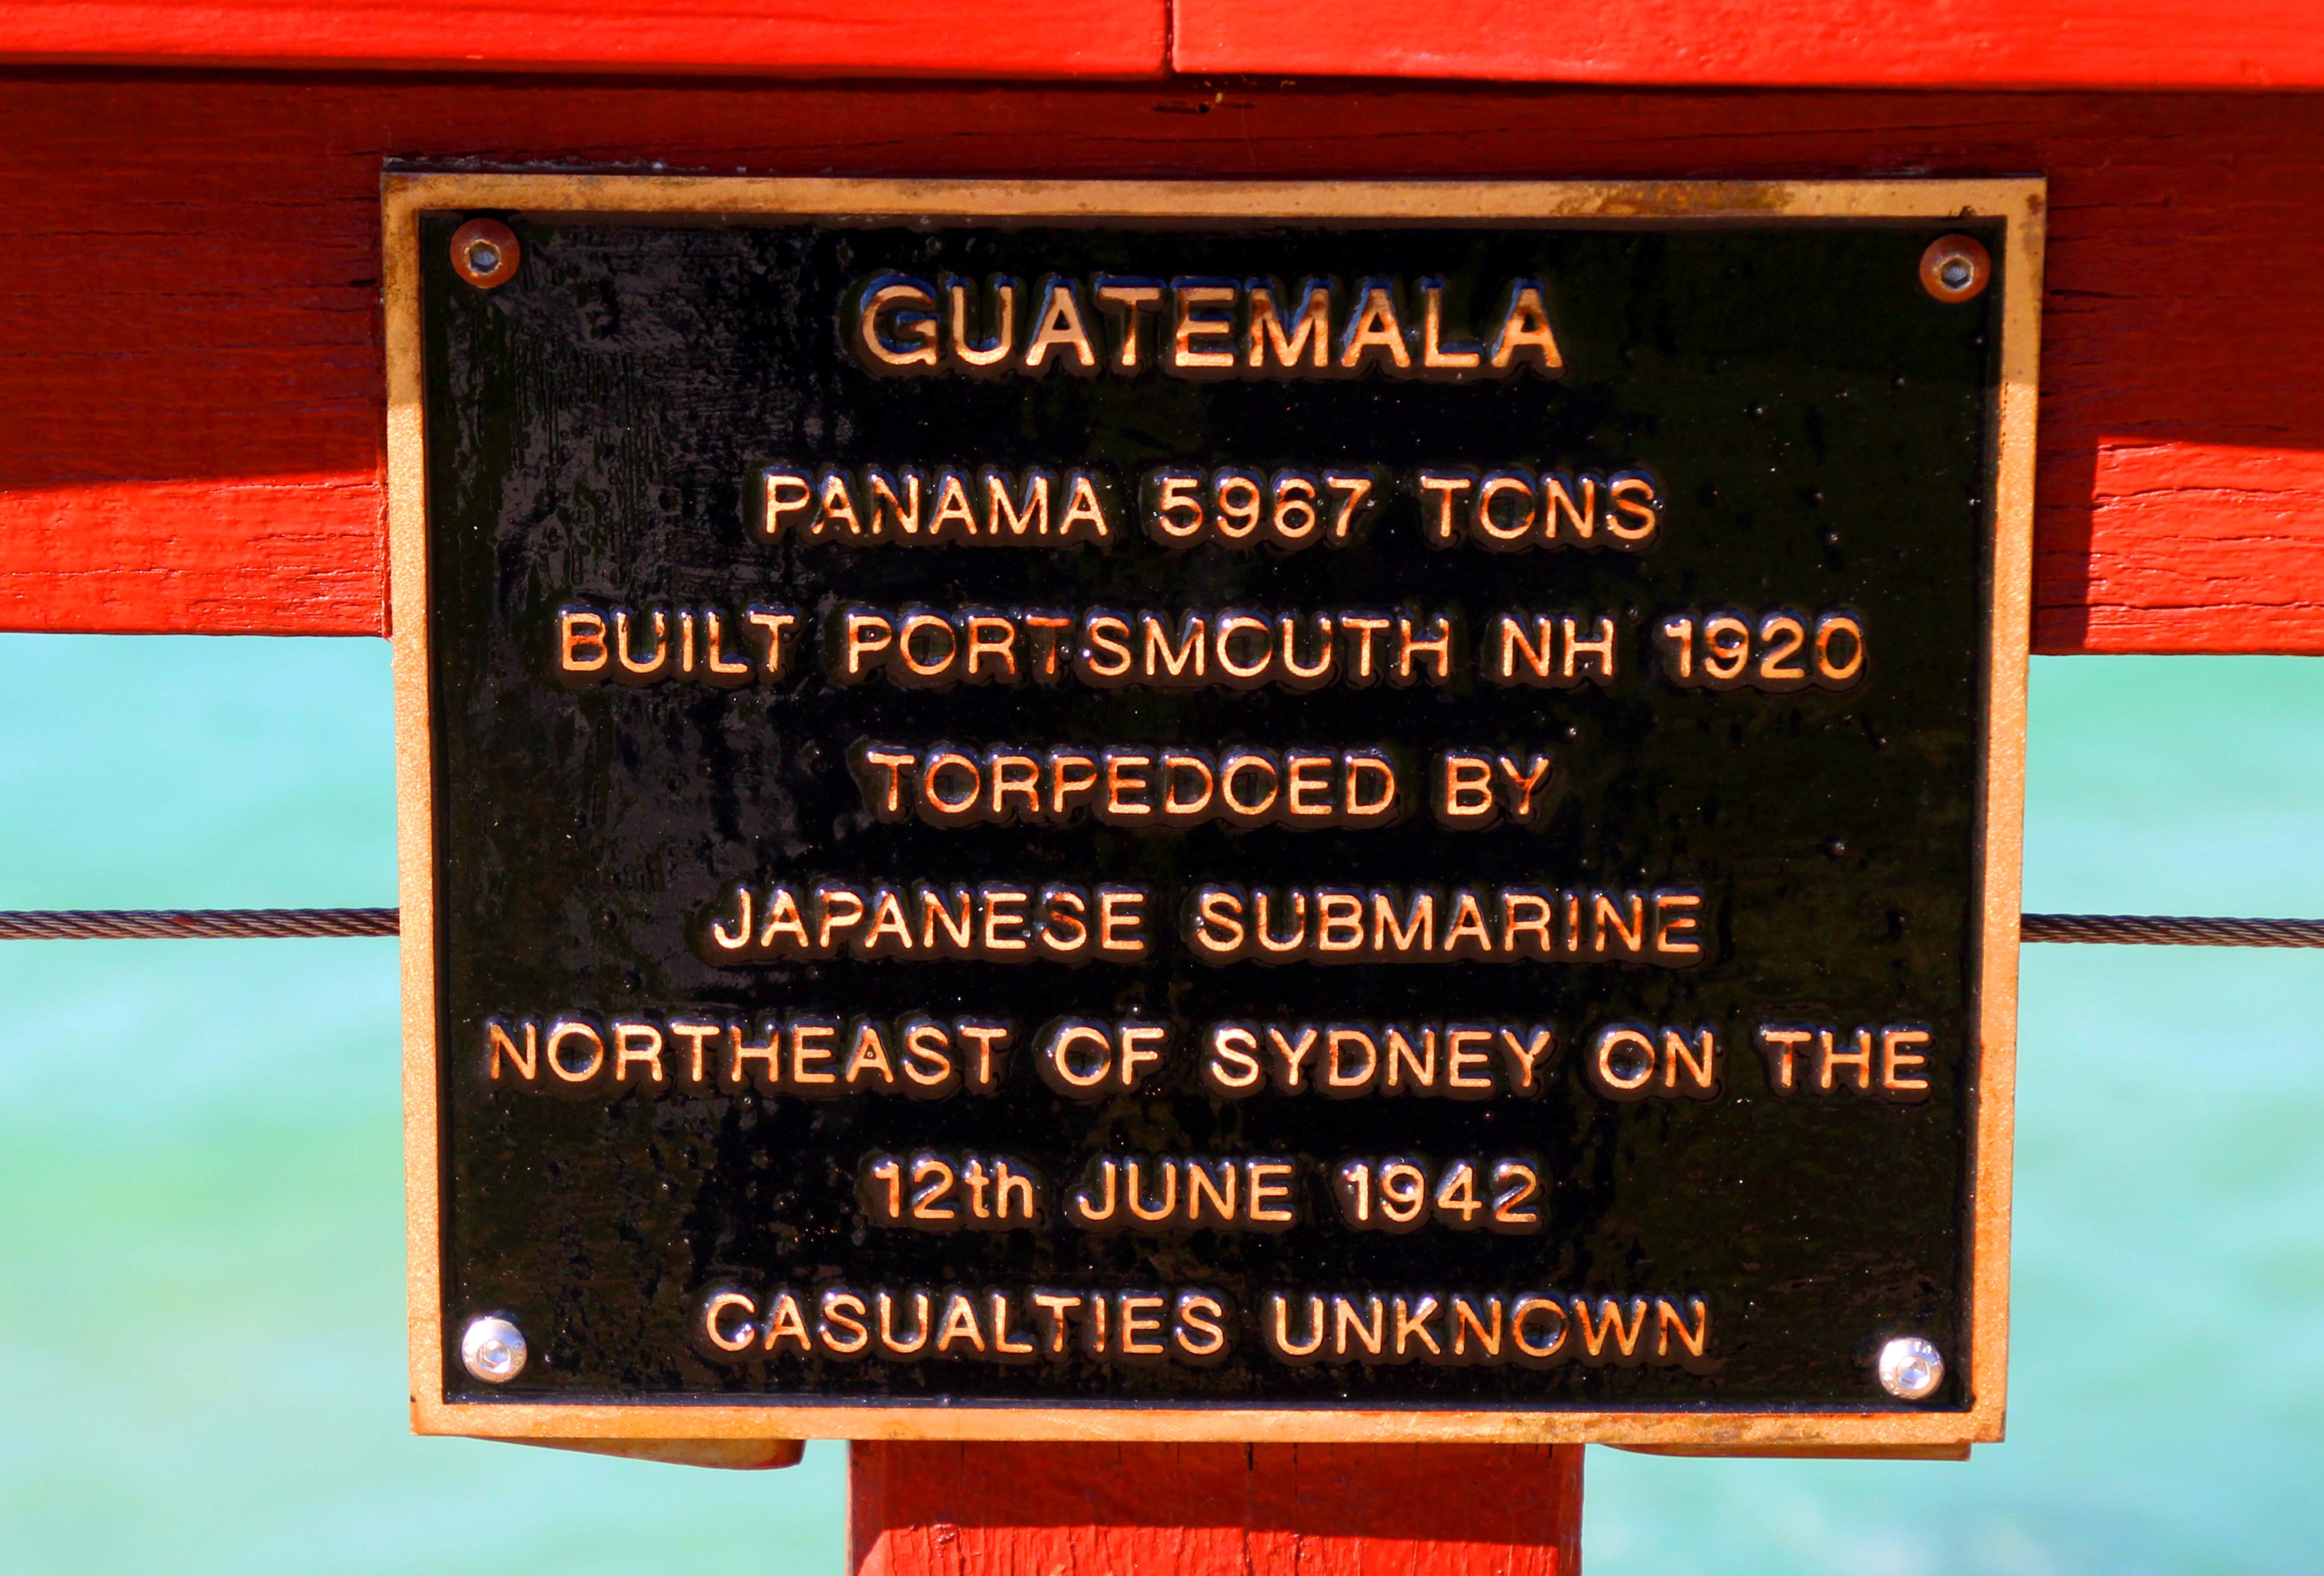 GUATEMALA
PANAMA 5967 TONS
BUILT PORTSMOUTH NH 1920
TORPEDOED BY
JAPANESE SUBMARINE
NORTHEAST OF SYDNEY ON THE
12th JUNE 1942
CASUALTIES UNKNOWN